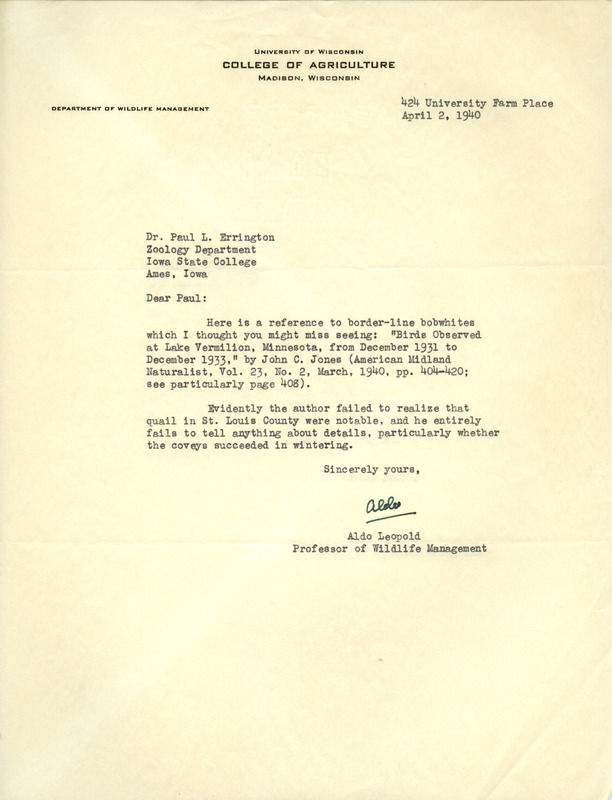 University of Wisconsin
COLLEGE OF AGRICULTURE
Madison, Wisconsin
DEPARTMENT OF WILDLIFE MANAGEMENT
424 University Farm Place
April 2, 1940
Dr. Paul L. Errington
Zoology Department
Iowa State College
Ames, Iowa
Dear Paul:
Here is a reference to border-line bobwhites
which I thought you might miss seeing: "Birds Observed
at Lake Vermilion, Minnesota, from December 1931 to
December 1933," by John C. Jones (American Midland
Naturalist, Vol. 23, No. 2, March, 1940, pp. 404-420;
see particularly page 408).
Evidently the author failed to realize that
quail in St. Louis County were notable, and he entirely
fails to tell anything about details, particularly whether
the coveys succeeded in wintering.
Sincerely yours,
Aldo
Aldo Leopold
Professor of Wildlife Management